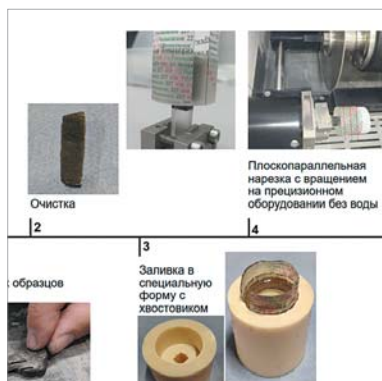 Очистка
2
Плоскопараллельная
нарезка с вращением
на прецизионном
оборудовании без воды
4
3
Заливка в
специальную
форму с
хвостовиком
образцов